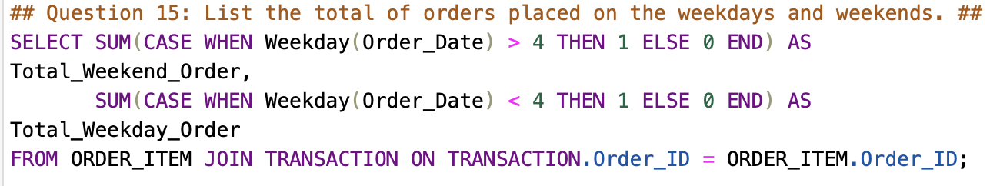 ## Question 15: List the total of orders placed on the weekdays and weekends. ##
SELECT SUM(CASE WHEN Weekday(Order_Date) > 4 THEN 1 ELSE 0 END) AS
Total_Weekend_Order,
SUM(CASE WHEN Weekday(Order_Date) < 4 THEN 1 ELSE 0 END) AS
Total_Weekday_Order
FROM ORDER_ITEM JOIN TRANSACTION ON TRANSACTION.Order_ID = ORDER_ITEM.Order_ID;